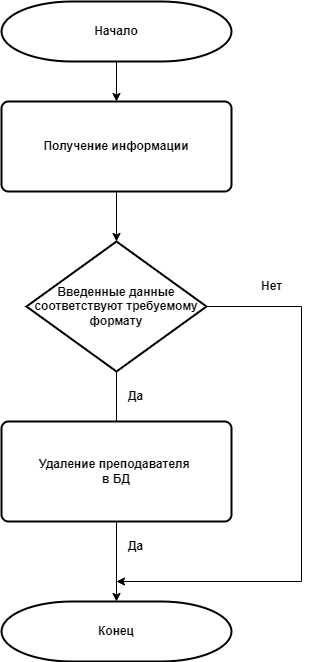 Начало
Получение информации
Введенные данные
соответствуют требуемому
формату
Нет
Да
Удаление преподавателя
в БД
Да
Конец